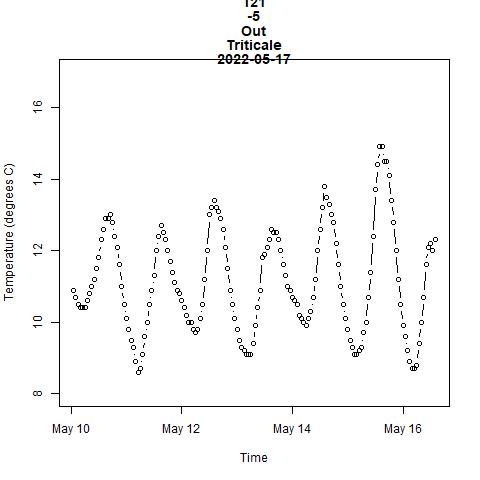 121
-5
Out
Triticale
2022-05-17
16
14
12
10
8
Temperature (degrees C)
May 10
May 12
May 14
May 16
Time